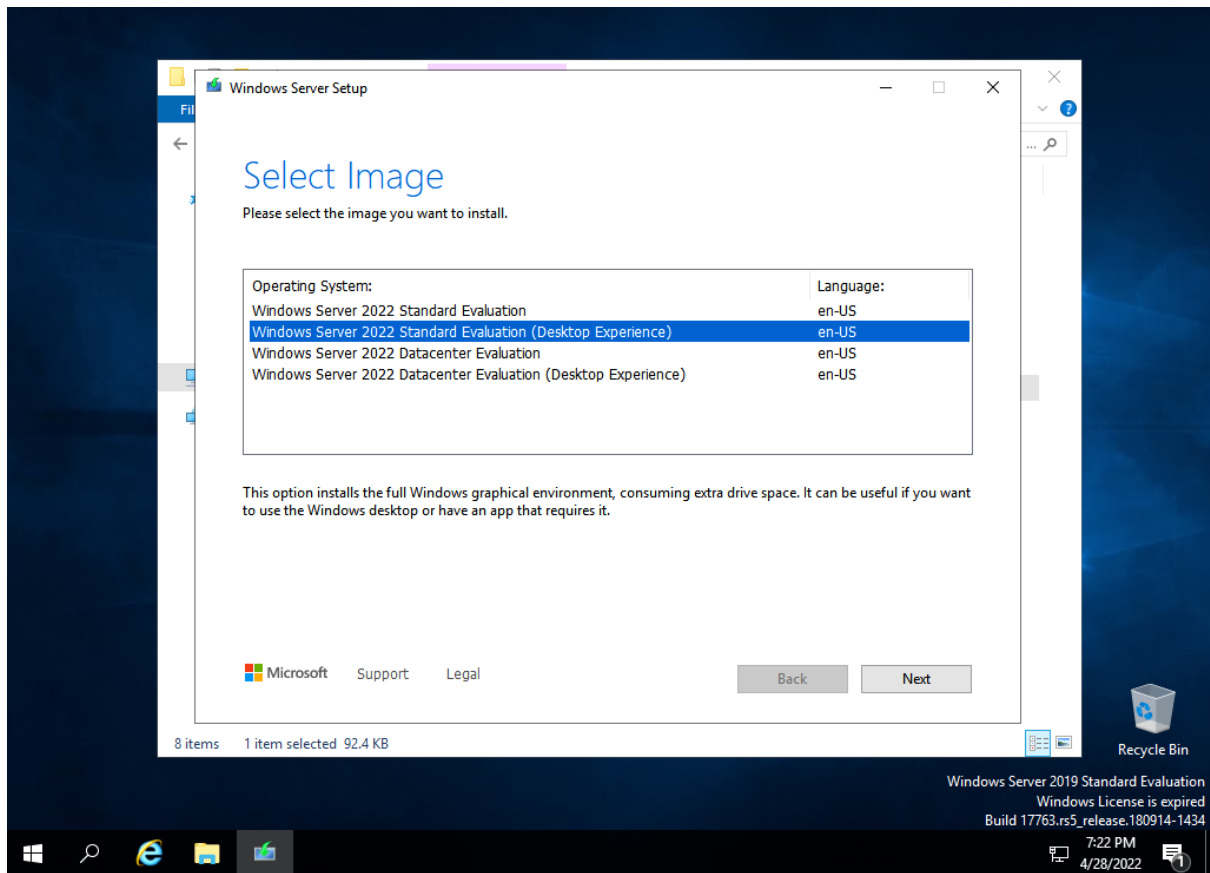 Windows Server Setup
Fil
Select Image
Please select the image you want to install.
Operating System: Language:
Windows Server 2022 Standard Evaluation en-US
Windows Server 2022 Standard Evaluation (Desktop Experience) en-US
Windows Server 2022 Datacenter Evaluation en-US
Windows Server 2022 Datacenter Evaluation (Desktop Experience) en-US
This option installs the full Windows graphical environment, consuming extra drive space. It can be useful if you want
to use the Windows desktop or have an app that requires it.
Microsoft Support Legal Back Next
8 items 1 item selected 92.4 KB
Recycle Bin
Windows Server 2019 Standard Evaluation
Windows License is expired
Build 17763.rs5_release.180914-1434
7:22 PM
4/28/2022
1